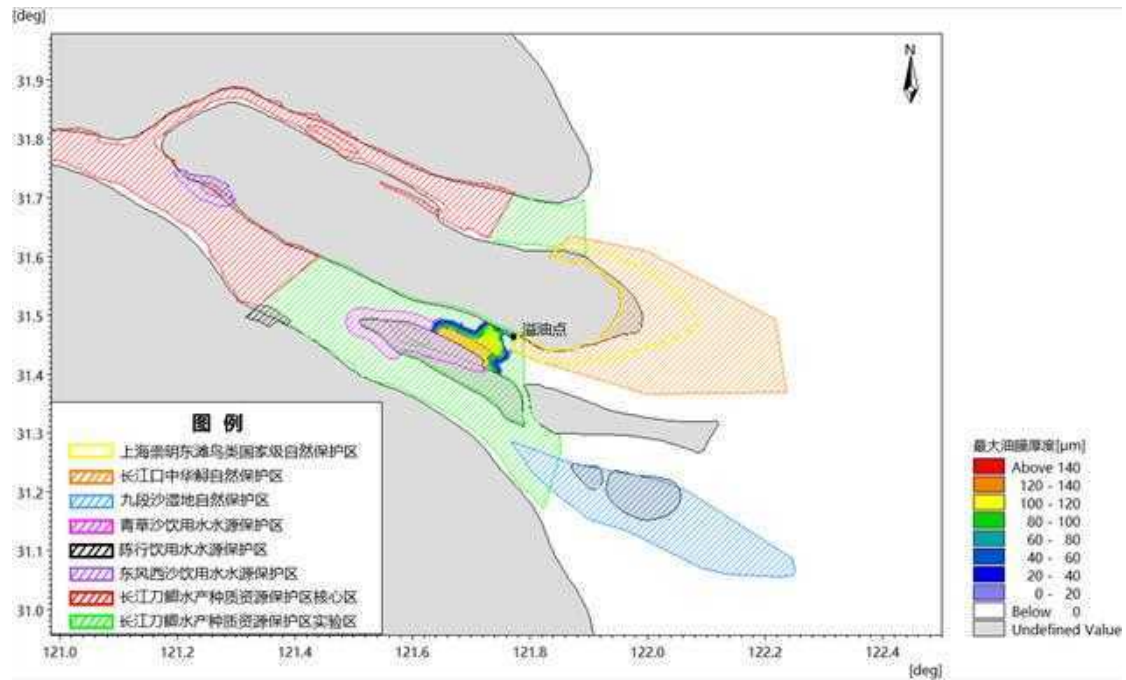 [deg]
N
31.9
31.8
31.7
31.6
31.5
31.4
31.3
31.2
31.1
31.0
溢油点
图 例
上海崇明东滩鸟类国家级自然保护区
长江口中华鲟自然保护区
九段沙湿地自然保护区
青草沙饮用水水源保护区
陈行饮用水水源保护区
东风西沙饮用水水源保护区
长江刀鲚水产种质资源保护区核心区
长江刀鲚水产种质资源保护区实验区
最大油膜厚度[μm]
Above 140
120 - 140
100 - 120
80 - 100
60 - 80
40 - 60
20 - 40
0 - 20
Below 0
Undefined Value
121.0
121.2
121.4
121.6
121.8
122.0
122.2
122.4
[deg]